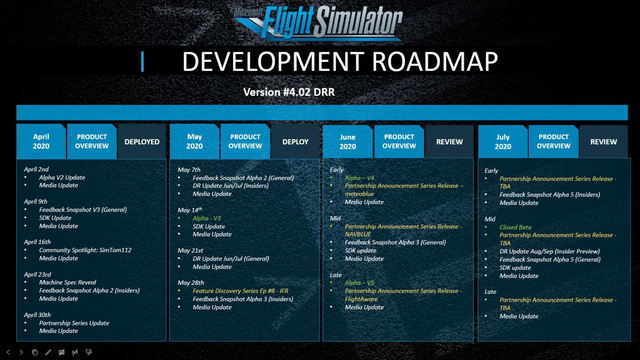 Microsoft
FlightSimulator
DEVELOPMENT ROADMAP
Version #4.02 DRR
April
2020
PRODUCT
OVERVIEW
DEPLOYED
April 2nd
• Alpha V2 Update
• Media Update
April 9th
• Feedback Snapshot V3 (General)
• SDK Update
• Media Update
April 16th
• Community Spotlight: SimTom112
• Media Update
April 23rd
• Machine Spec Reveal
• Feedback Snapshot Alpha 2 (Insiders)
• Media Update
April 30th
• Partnership Series Update
• Media Update
May
2020
PRODUCT
OVERVIEW
DEPLOY
May 7th
• Feedback Snapshot Alpha 2 (General)
• DR Update Jun/Jul (Insiders)
• Media Update
May 14th
• Alpha - V3
• SDK Update
• Media Update
May 21st
• DR Update Jun/Jul (General)
• Media Update
May 28th
• Feature Discovery Series Ep #8 - IFR
• Feedback Snapshot Alpha 3 (Insiders)
• Media Update
June
2020
PRODUCT
OVERVIEW
REVIEW
Early
• Alpha – V4
• Partnership Announcement Series Release -
meteoblue
• Media Update
Mid
• Partnership Announcement Series Release -
NAVBLUE
• Feedback Snapshot Alpha 3 (General)
• SDK update
• Media Update
Late
• Alpha – V5
• Partnership Announcement Series Release -
FlightAware
• Media Update
July
2020
PRODUCT
OVERVIEW
REVIEW
Early
• Partnership Announcement Series Release -
TBA
• Feedback Snapshot Alpha 5 (Insiders)
Mid
• Closed Beta
• Partnership Announcement Series Release -
TBA
• DR Update Aug/Sep (Insider Preview)
• Feedback Snapshot Alpha 5 (General)
• SDK update
• Media Update
Late
• Partnership Announcement Series Release -
TBA
• Media Update